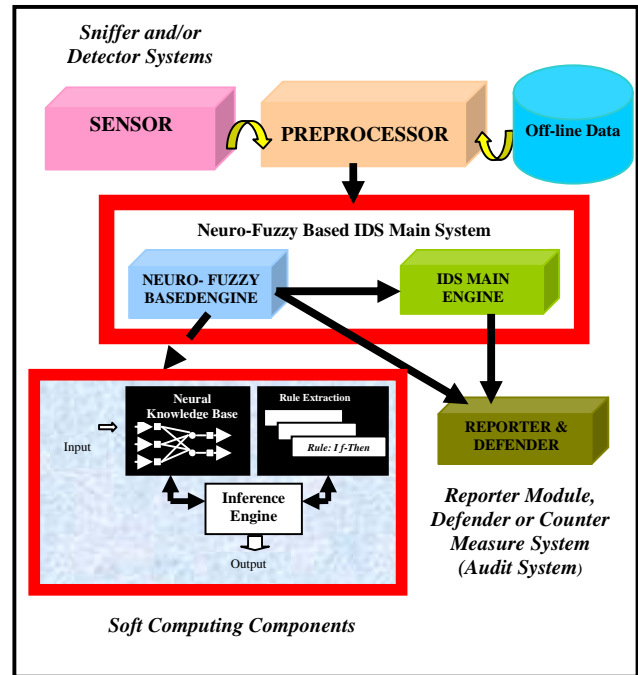 Sniffer and/or
Detector Systems
SENSOR
PREPROCESSOR
Off-line Data
Neuro-Fuzzy Based IDS Main System
NEURO- FUZZY
BASEDENGINE
IDS MAIN
ENGINE
Neural
Knowledge Base
Rule Extraction
Input
Rule: I f-Then
Inference
Engine
Output
REPORTER &
DEFENDER
Reporter Module,
Defender or Counter
Measure System
(Audit System)
Soft Computing Components